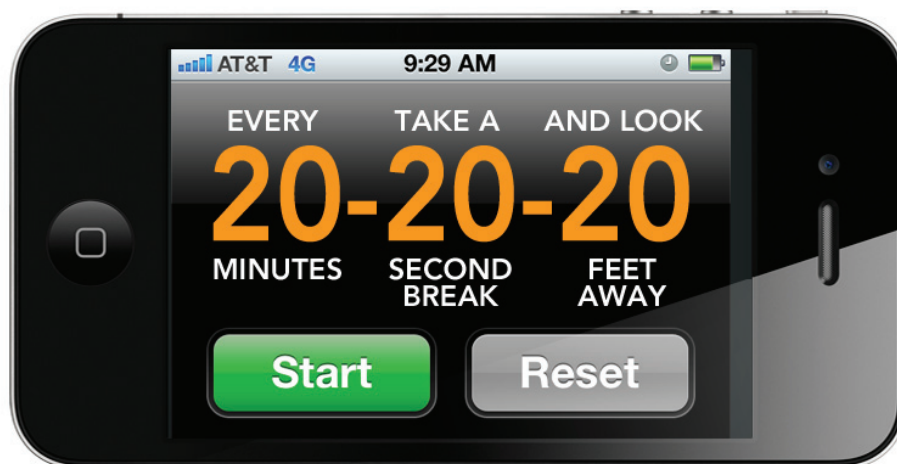 AT&T 4G 9:29 AM
EVERY TAKE A AND LOOK
20-20-20
MINUTES SECOND BREAK FEET AWAY
Start Reset